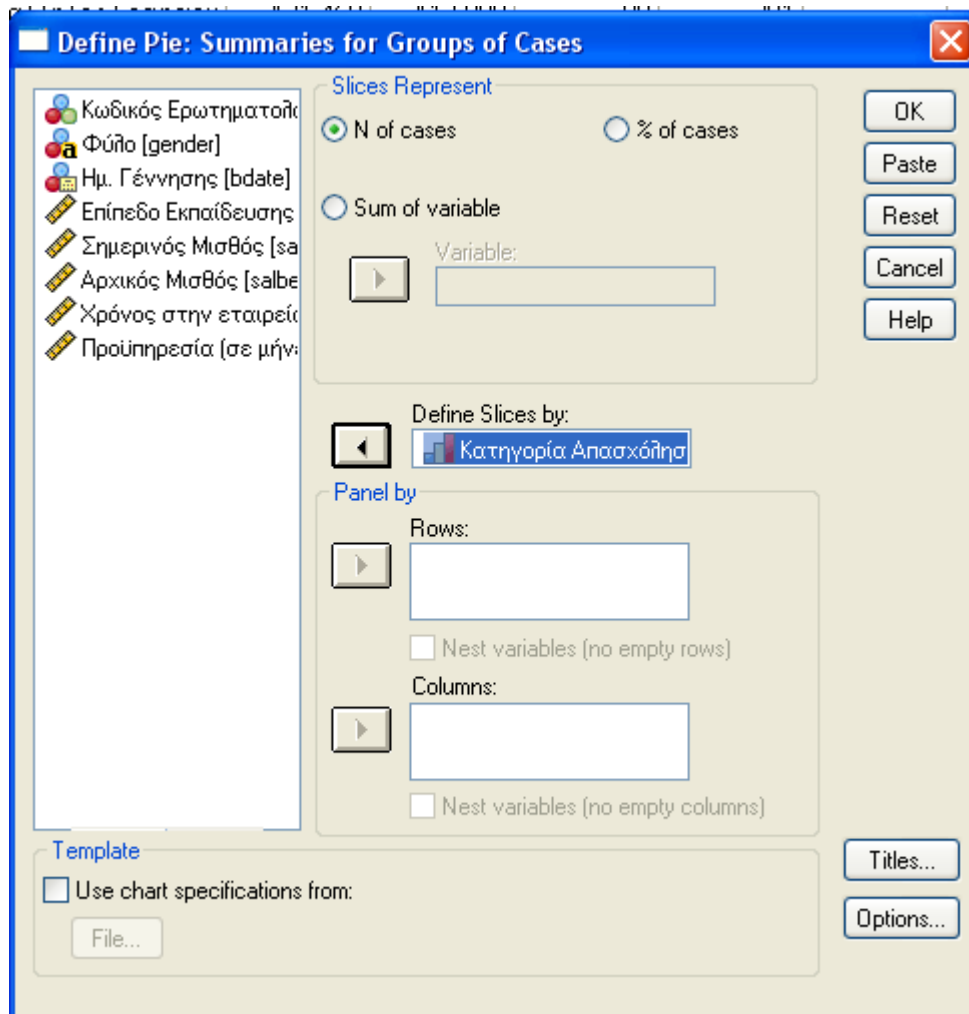 Define Pie: Summaries for Groups of Cases
Κωδικός Ερωτηματολο
Φύλο [gender]
Ημ. Γέννησης [bdate]
Επίπεδο Εκπαίδευσης
Σημερινός Μισθός [sa
Αρχικός Μισθός [salbe
Χρόνος στην εταιρεία
Προϋπηρεσία (σε μήνε
Slices Represent
N of cases
% of cases
Sum of variable
Variable:
Define Slices by:
Κατηγορία Απασχόλησ
Panel by
Rows:
Nest variables (no empty rows)
Columns:
Nest variables (no empty columns)
Template
Use chart specifications from:
File...
OK
Paste
Reset
Cancel
Help
Titles...
Options...